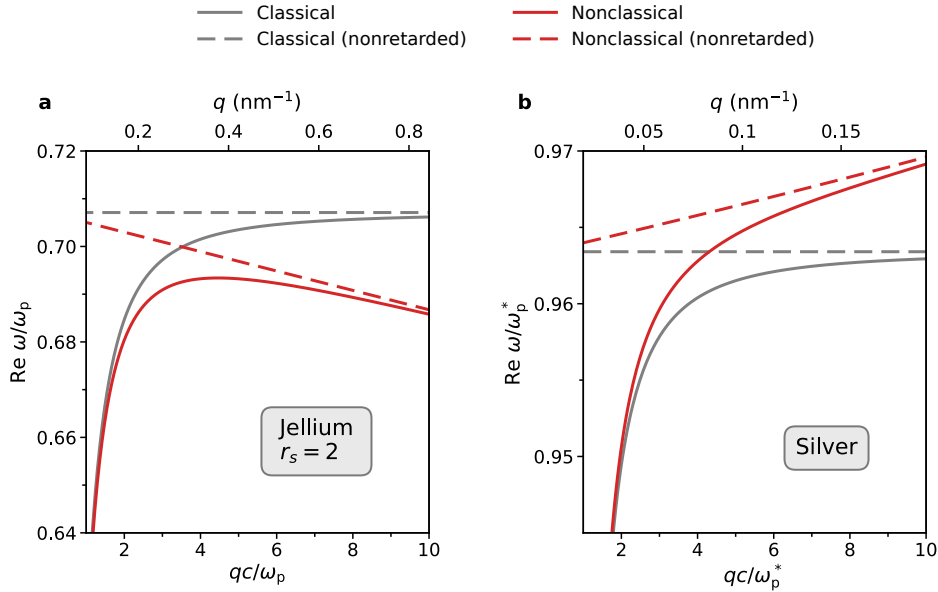 Classical
Classical (nonretarded)
Nonclassical
Nonclassical (nonretarded)
a
q (nm⁻¹)
0.2 0.4 0.6 0.8
0.72
0.70
0.68
0.66
0.64
Re ω/ωₚ
Jellium
rₛ = 2
2 4 6 8 10
qc/ωₚ
b
q (nm⁻¹)
0.05 0.10 0.15
0.97
0.96
0.95
Re ω/ωₚ*
Silver
2 4 6 8 10
qc/ωₚ*